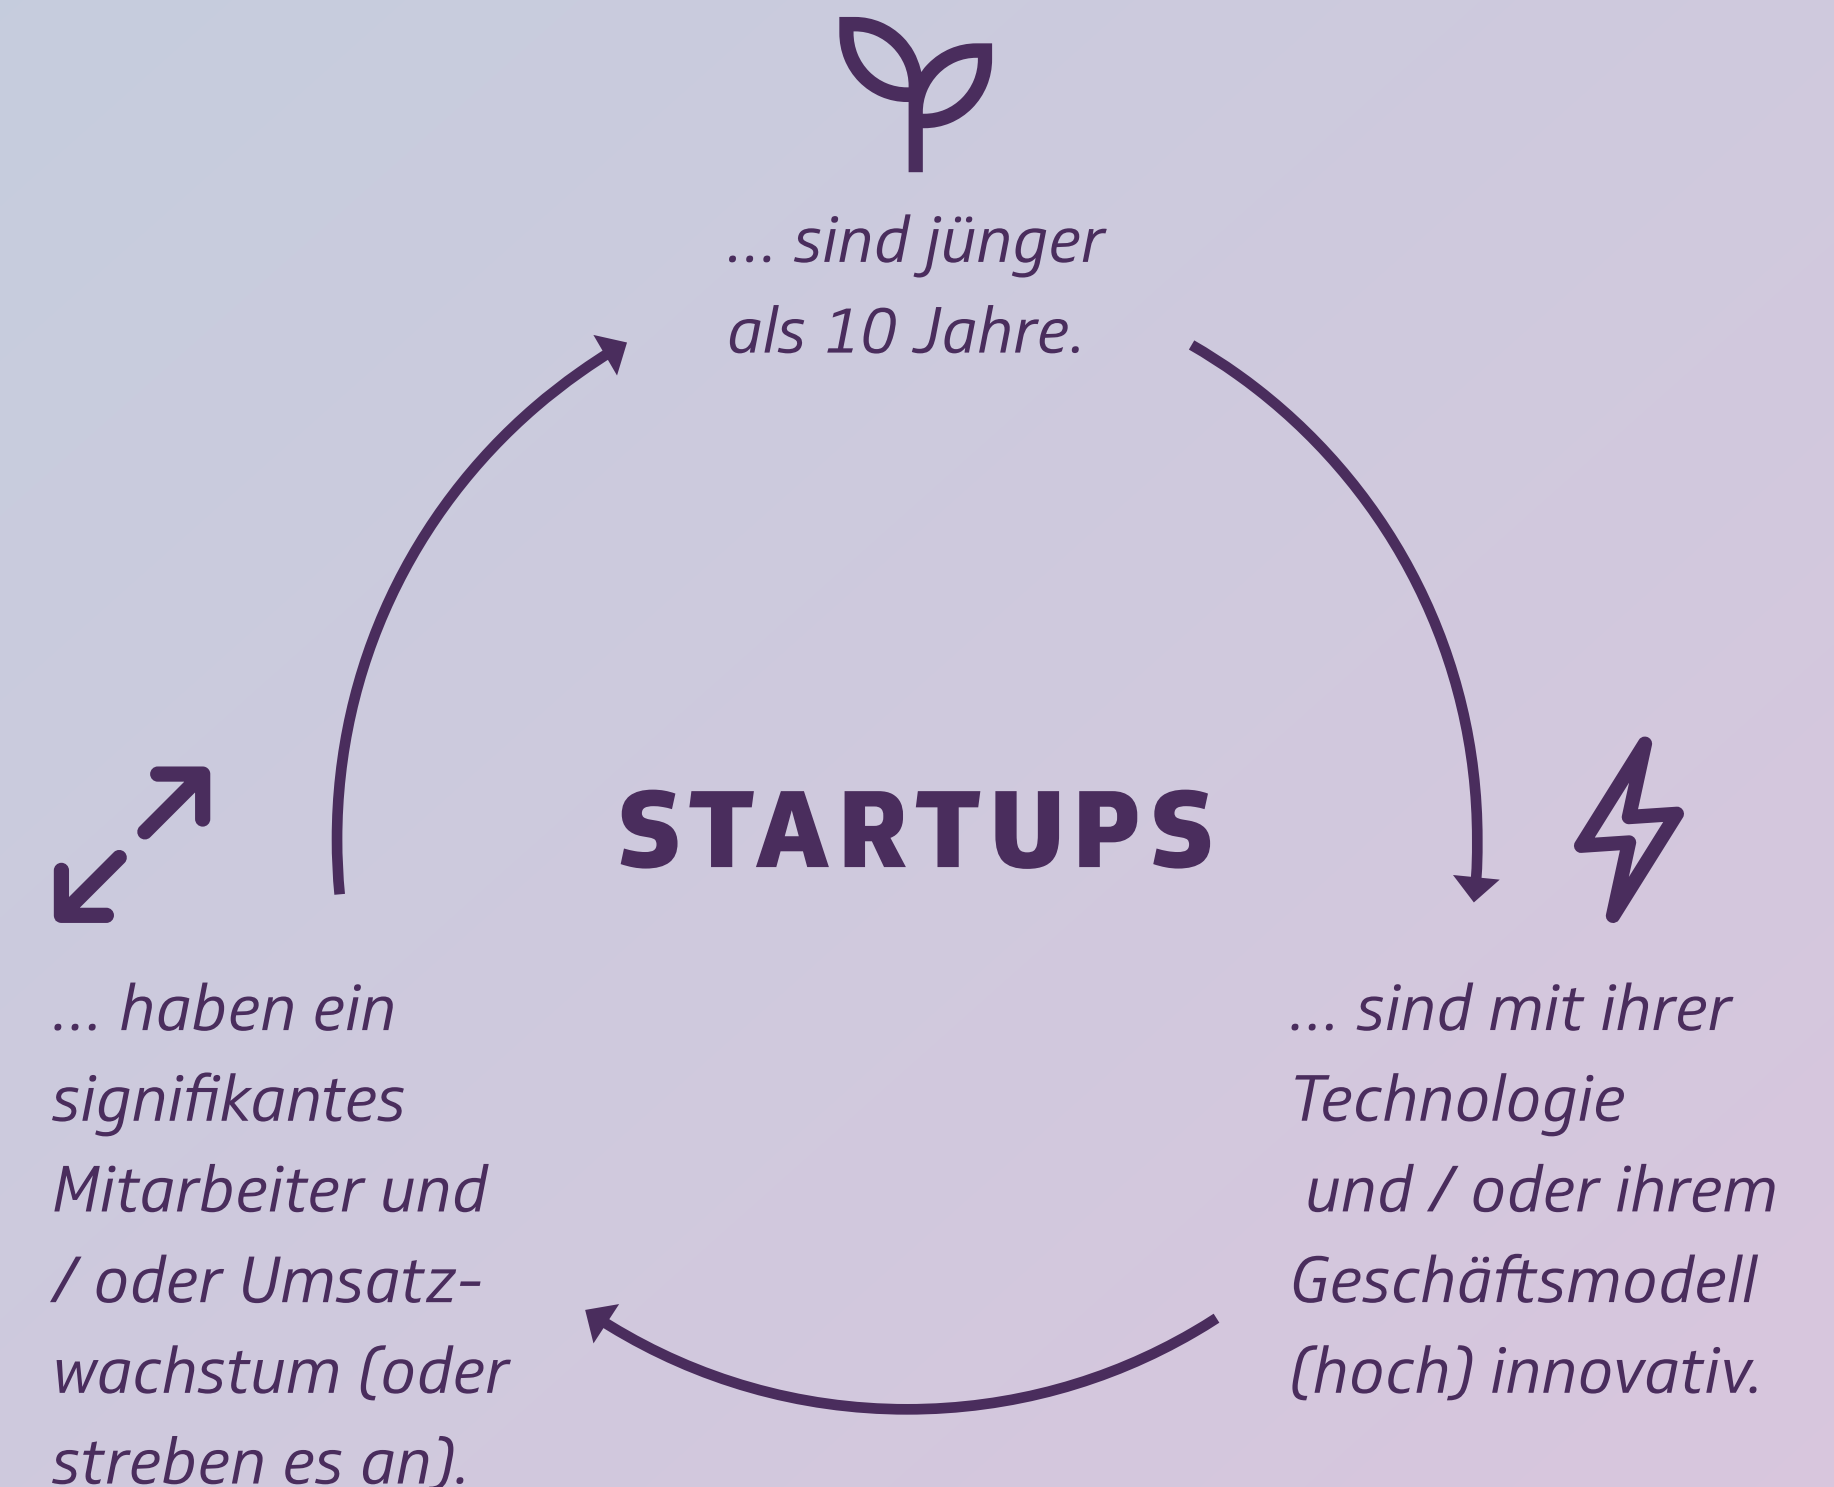 ... sind jünger
als 10 Jahre.
STARTUPS
... haben ein
signifikantes
Mitarbeiter und
/ oder Umsatz-
wachstum (oder
streben es an).
... sind mit ihrer
Technologie
und / oder ihrem
Geschäftsmodell
(hoch) innovativ.